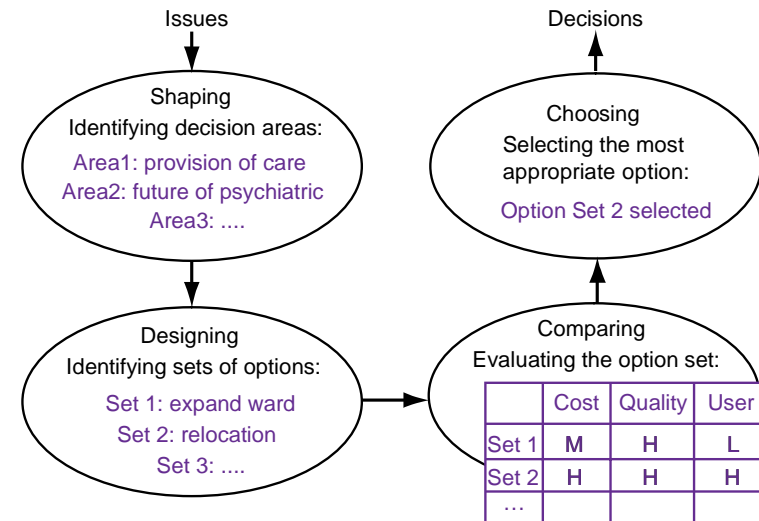 Issues
Shaping
Identifying decision areas:
Area1: provision of care
Area2: future of psychiatric
Area3: ....
Designing
Identifying sets of options:
Set 1: expand ward
Set 2: relocation
Set 3: ....
Comparing
Evaluating the option set:
Cost Quality User
Set 1 M H L
Set 2 H H H
...
Decisions
Choosing
Selecting the most
appropriate option:
Option Set 2 selected